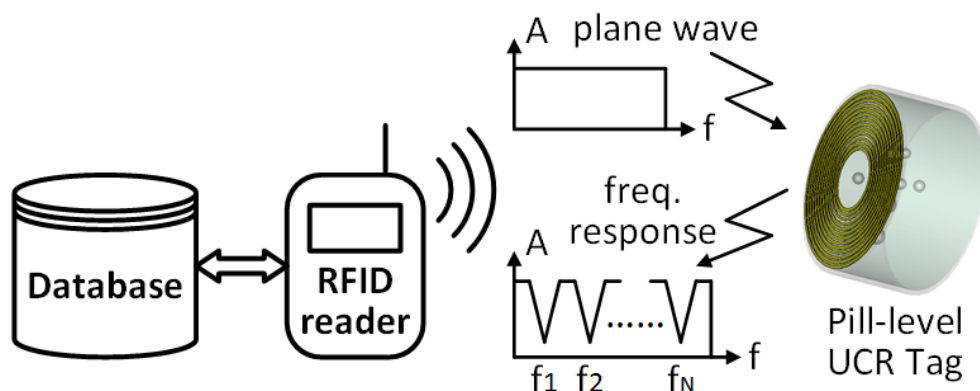 A
plane wave
f
Database
RFID
reader
freq.
response
A
......
f
f1
f2
fN
Pill-level
UCR Tag